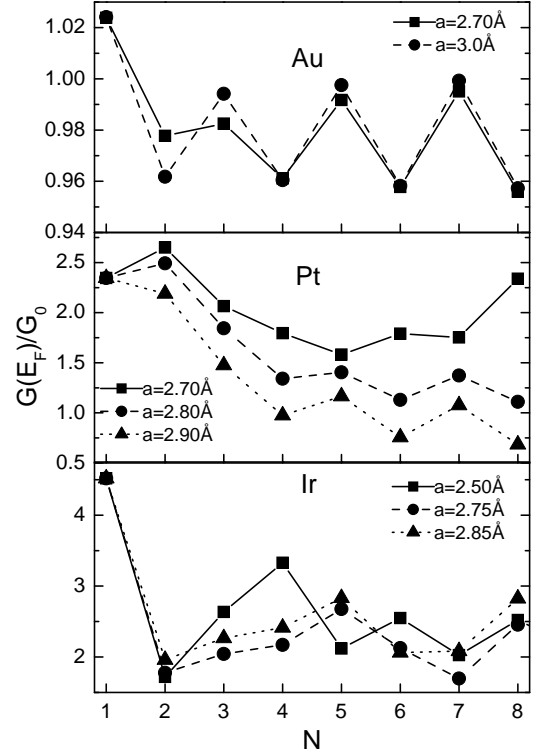 1.02
1.00
0.98
0.96
0.94
Au
a=2.70Å
a=3.0Å
G(E_F)/G_0
2.5
2.0
1.5
1.0
0.5
Pt
a=2.70Å
a=2.80Å
a=2.90Å
4
3
2
Ir
a=2.50Å
a=2.75Å
a=2.85Å
1 2 3 4 5 6 7 8
N